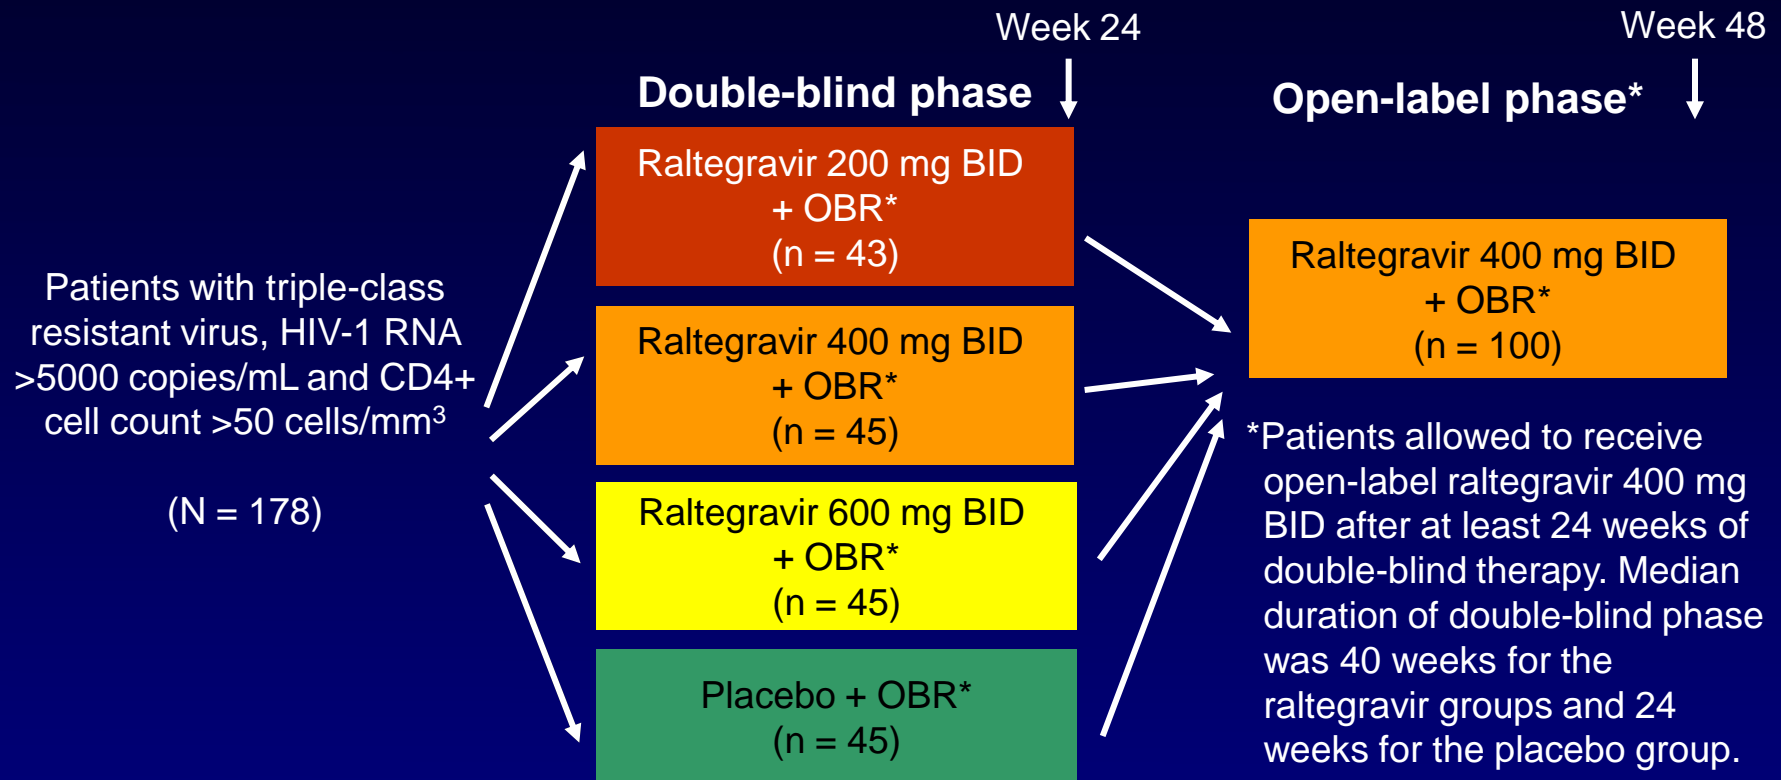 Week 24
Week 48
Double-blind phase
Open-label phase*
Patients with triple-class
resistant virus, HIV-1 RNA
>5000 copies/mL and CD4+
cell count >50 cells/mm³
(N = 178)
Raltegravir 200 mg BID
+ OBR*
(n = 43)
Raltegravir 400 mg BID
+ OBR*
(n = 45)
Raltegravir 600 mg BID
+ OBR*
(n = 45)
Placebo + OBR*
(n = 45)
Raltegravir 400 mg BID
+ OBR*
(n = 100)
*Patients allowed to receive
open-label raltegravir 400 mg
BID after at least 24 weeks of
double-blind therapy. Median
duration of double-blind phase
was 40 weeks for the
raltegravir groups and 24
weeks for the placebo group.